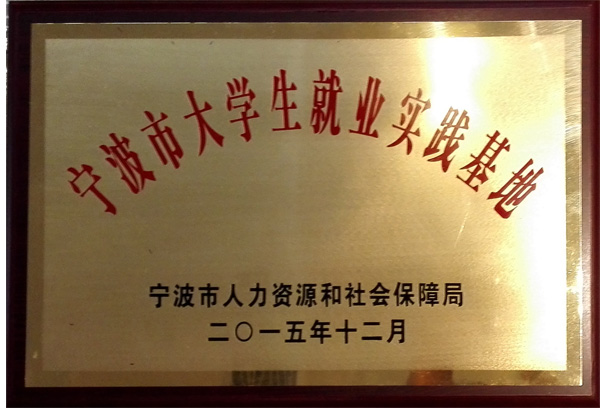 宁波市大学生就业实践基地
宁波市人力资源和社会保障局
二〇一五年十二月